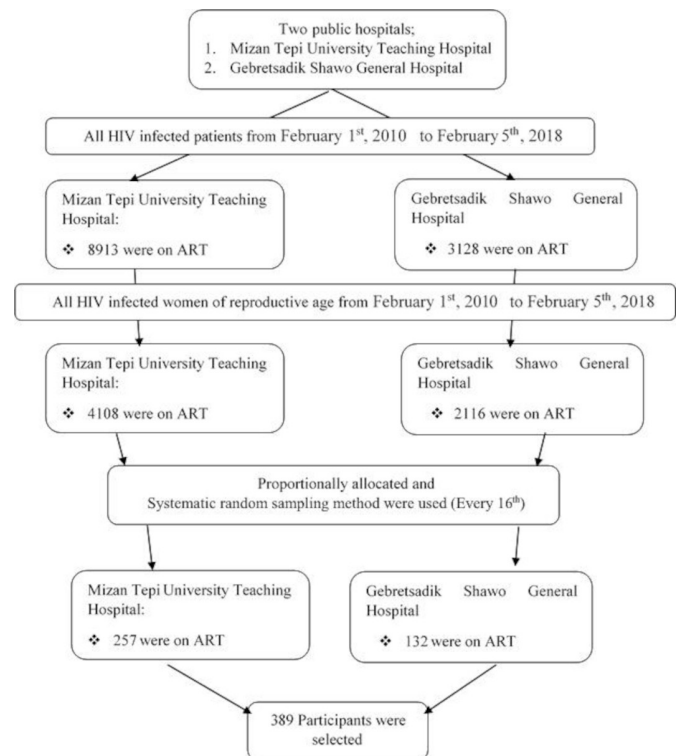 Two public hospitals;
1. Mizan Tepi University Teaching Hospital
2. Gebretsadik Shawo General Hospital
All HIV infected patients from February 1st, 2010 to February 5th, 2018
Mizan Tepi University Teaching
Hospital:
❖ 8913 were on ART
Gebretsadik Shawo General
Hospital
❖ 3128 were on ART
All HIV infected women of reproductive age from February 1st, 2010 to February 5th, 2018
Mizan Tepi University Teaching
Hospital:
❖ 4108 were on ART
Gebretsadik Shawo General
Hospital
❖ 2116 were on ART
Proportionally allocated and
Systematic random sampling method were used (Every 16th)
Mizan Tepi University Teaching
Hospital:
❖ 257 were on ART
Gebretsadik Shawo General
Hospital
❖ 132 were on ART
389 Participants were
selected